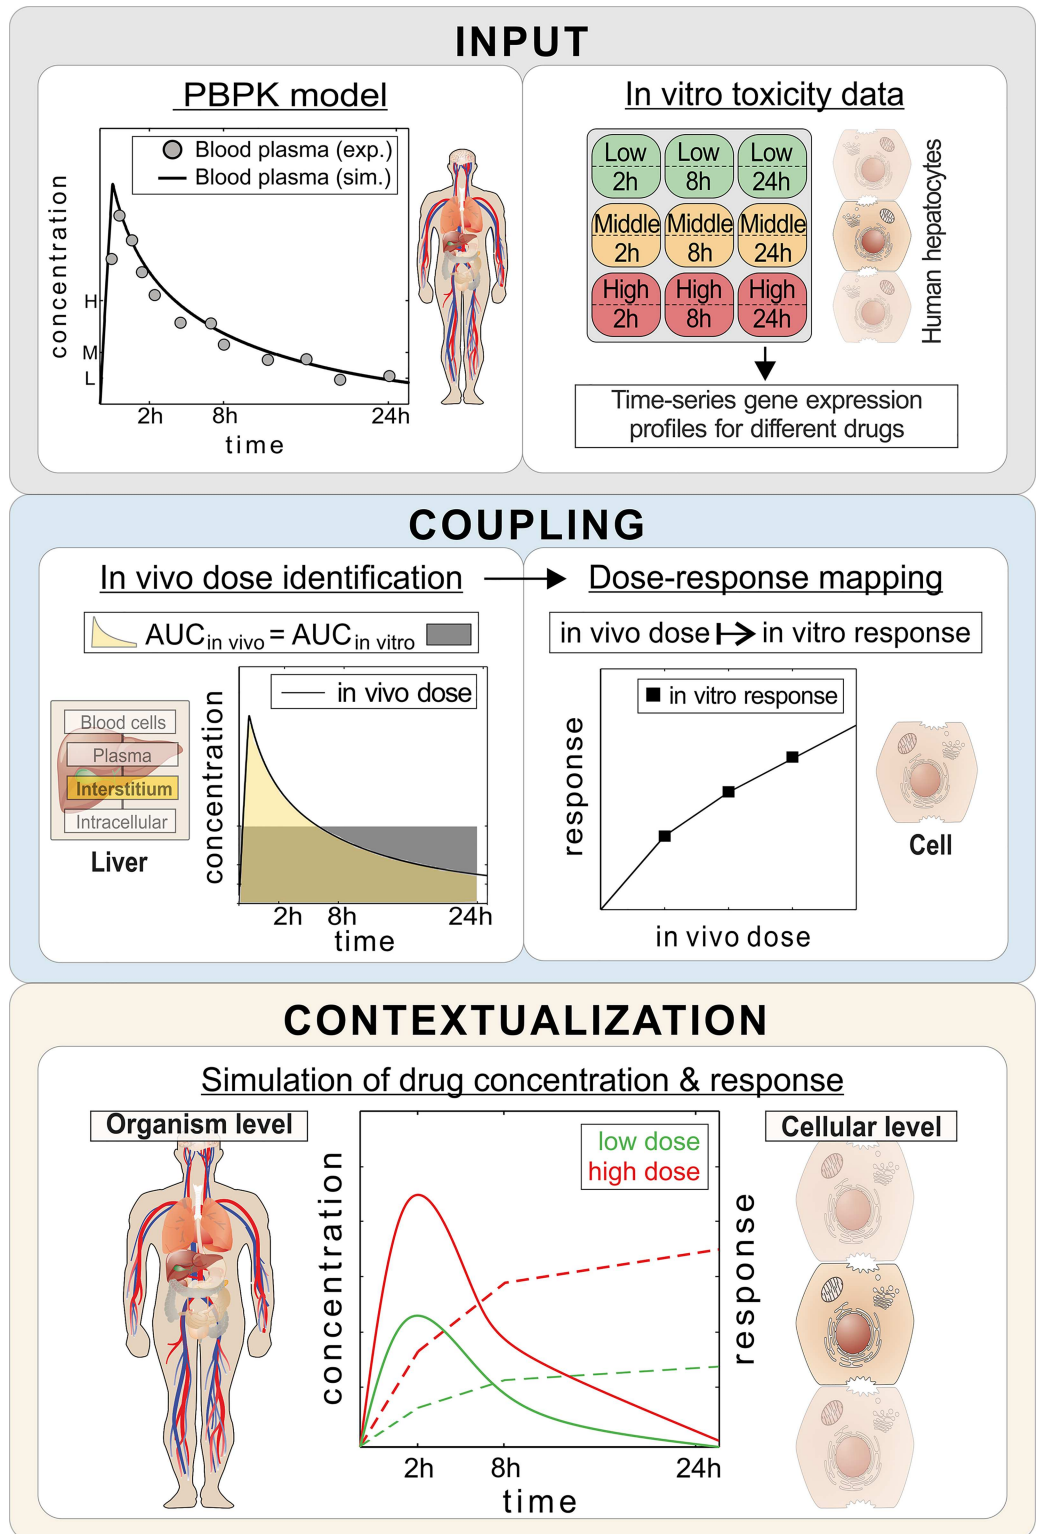 INPUT
PBPK model
Blood plasma (exp.)
Blood plasma (sim.)
concentration
H
M
L
2h
8h
24h
time
In vitro toxicity data
Low
2h
Low
8h
Low
24h
Middle
2h
Middle
8h
Middle
24h
High
2h
High
8h
High
24h
Human hepatocytes
Time-series gene expression
profiles for different drugs
COUPLING
In vivo dose identification
AUCin vivo = AUCin vitro
Blood cells
Plasma
Interstitium
Intracellular
Liver
concentration
in vivo dose
2h
8h
24h
time
Dose-response mapping
in vivo dose ↦ in vitro response
in vitro response
response
in vivo dose
Cell
CONTEXTUALIZATION
Simulation of drug concentration & response
Organism level
concentration
low dose
high dose
response
2h
8h
24h
time
Cellular level